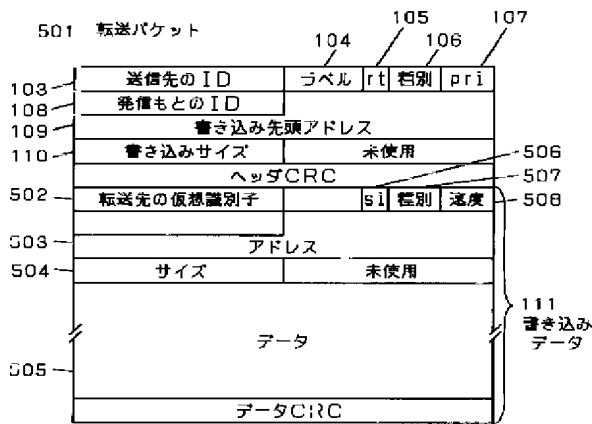 501 転送パケット
104 105 106 107
103 送信先のID ラベル rt 種別 pri
108 発信もとのID
109 書き込み先頭アドレス
110 書き込みサイズ 未使用
ヘッダCRC 506
502 転送先の仮想識別子 si 種別 速度 507
508
503 アドレス
504 サイズ 未使用
111
書き込み
データ
データ
505
データCRC